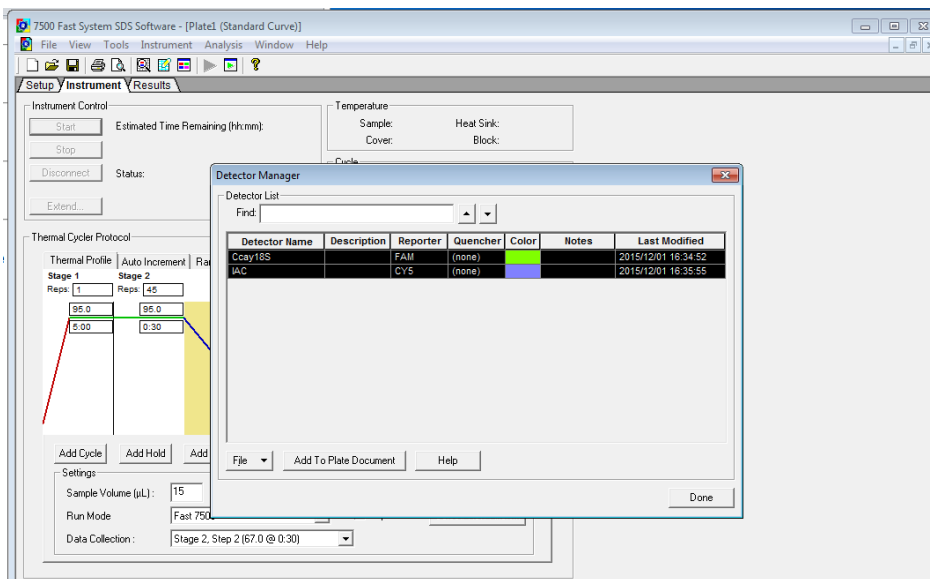 7500 Fast System SDS Software - [Plate1 (Standard Curve)]
File View Tools Instrument Analysis Window Help
Setup Instrument Results
Instrument Control
Start Estimated Time Remaining (hh:mm):
Stop
Disconnect Status:
Extend...
Temperature
Sample: Heat Sink:
Cover: Block:
Cycle
Thermal Cycler Protocol
Thermal Profile Auto Increment
Stage 1 Stage 2
Reps: 1 Reps: 45
95.0 95.0
5:00 0:30
Add Cycle Add Hold Add
Settings
Sample Volume (µL) : 15
Run Mode Fast 7500
Data Collection : Stage 2, Step 2 (67.0 @ 0:30)
Detector Manager
Detector List
Find:
Detector Name Description Reporter Quencher Color Notes Last Modified
Ccay18S FAM (none) 2015/12/01 16:34:52
IAC CY5 (none) 2015/12/01 16:35:55
File Add To Plate Document Help
Done